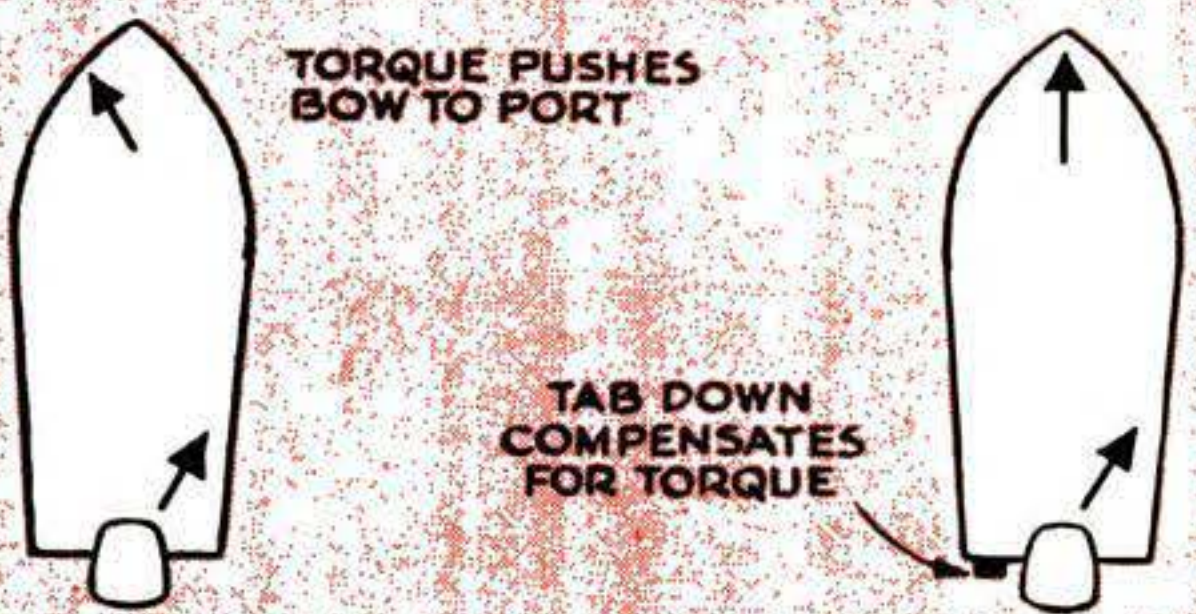 TORQUE PUSHES
BOW TO PORT
TAB DOWN
COMPENSATES
FOR TORQUE